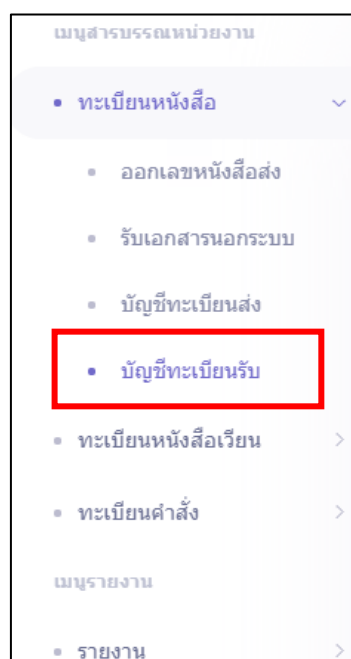 เมนูสารบรรณหน่วยงาน
ทะเบียนหนังสือ
ออกเลขหนังสือส่ง
รับเอกสารนอกระบบ
บัญชีทะเบียนส่ง
บัญชีทะเบียนรับ
ทะเบียนหนังสือเวียน
ทะเบียนคำสั่ง
เมนูรายงาน
รายงาน